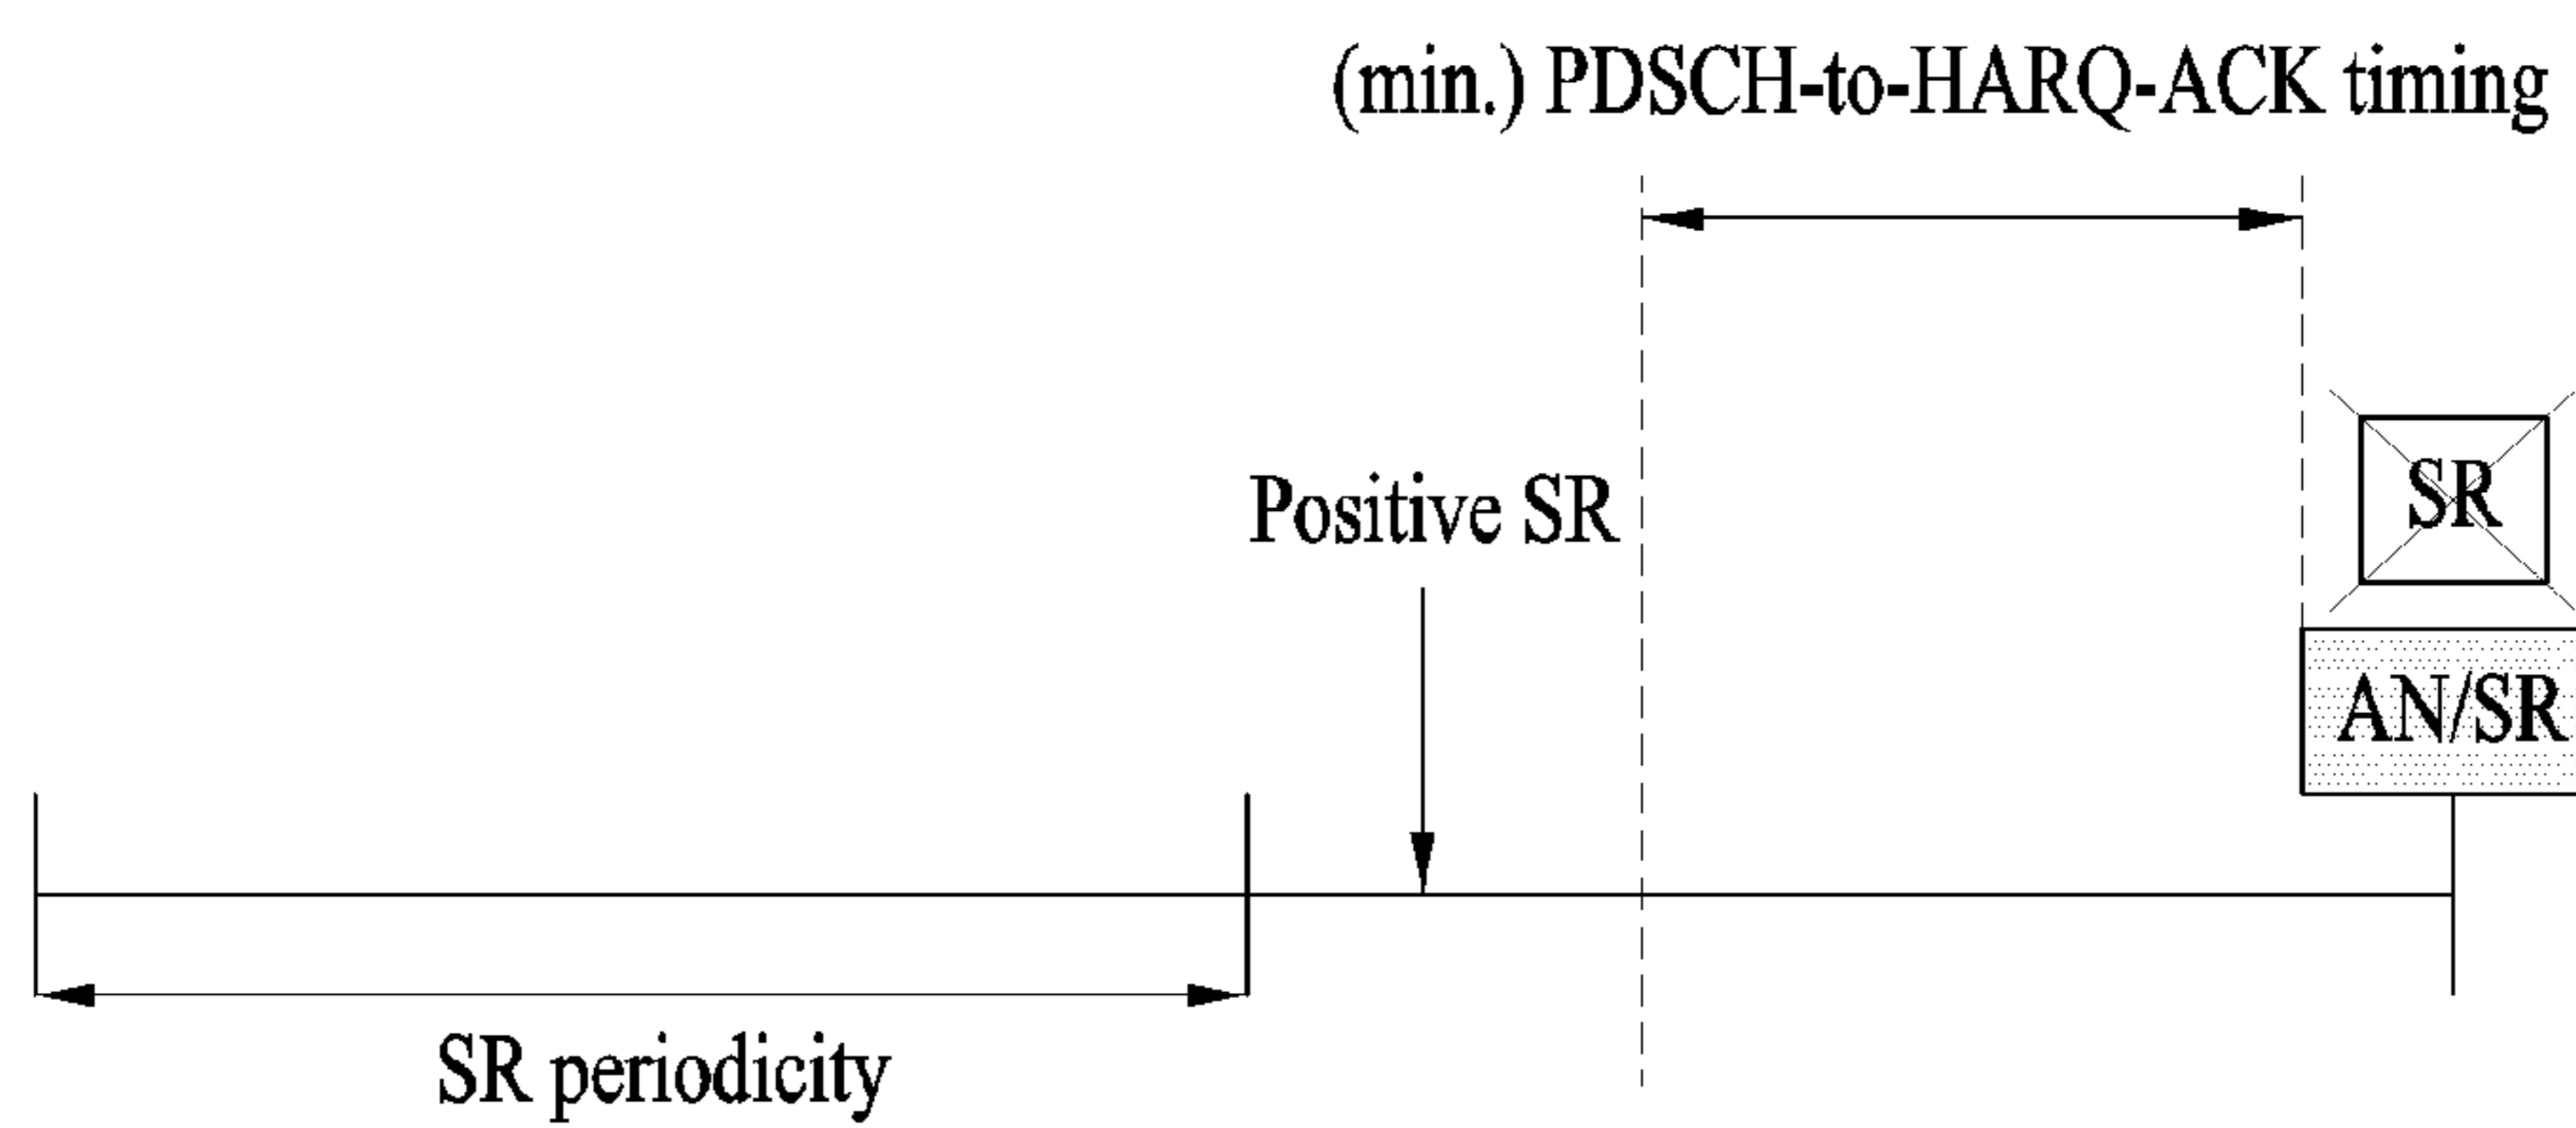 (min.) PDSCH-to-HARQ-ACK timing
Positive SR
SR
AN/SR
SR periodicity